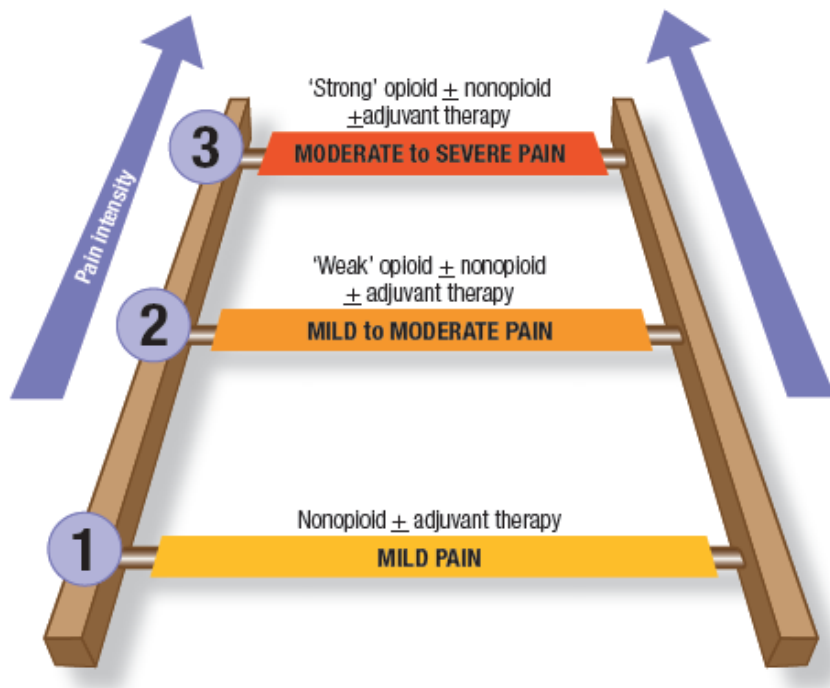 ‘Strong’ opioid + nonopioid
+adjuvant therapy
3
MODERATE to SEVERE PAIN
Pain intensity
‘Weak’ opioid + nonopioid
+ adjuvant therapy
2
MILD to MODERATE PAIN
Nonopioid + adjuvant therapy
1
MILD PAIN